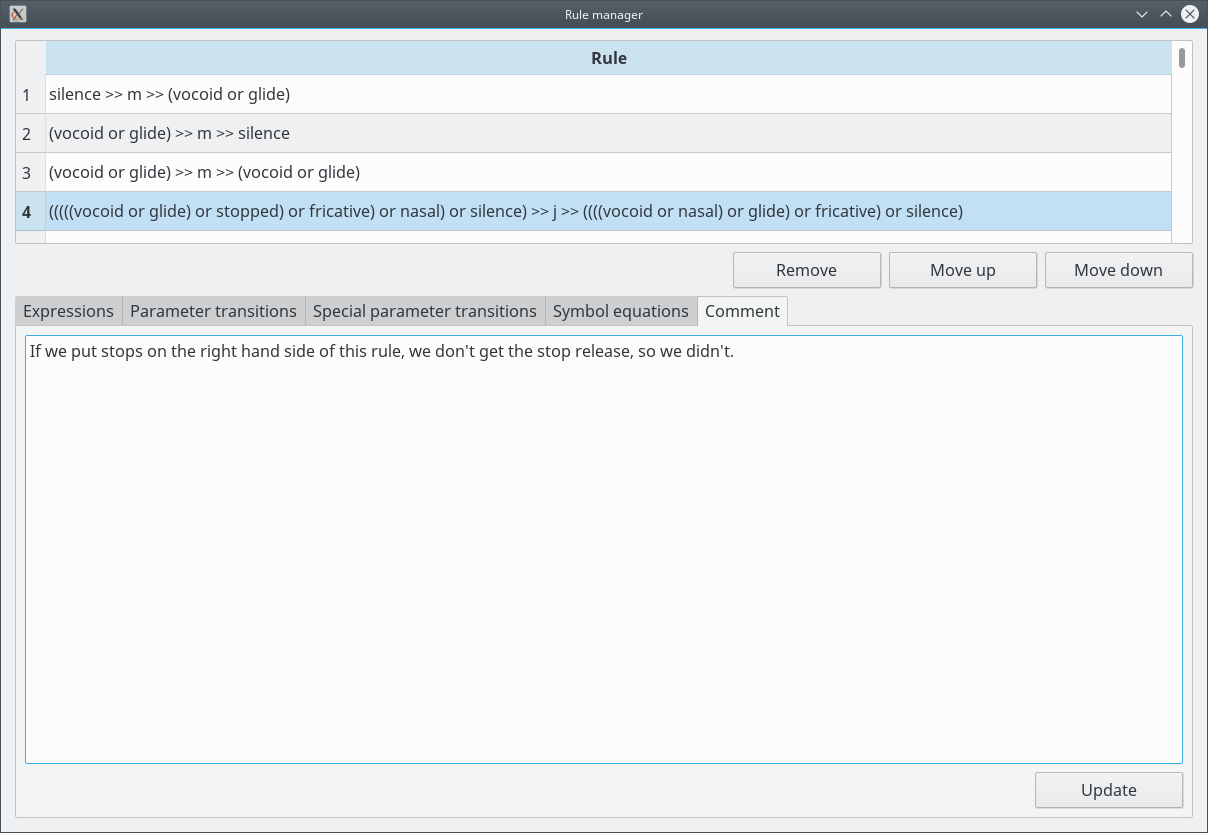 Rule manager
Rule
1 silence >> m >> (vocoid or glide)
2 (vocoid or glide) >> m >> silence
3 (vocoid or glide) >> m >> (vocoid or glide)
4 (((((vocoid or glide) or stopped) or fricative) or nasal) or silence) >> j >> ((((vocoid or nasal) or glide) or fricative) or silence)
Remove Move up Move down
Expressions Parameter transitions Special parameter transitions Symbol equations Comment
If we put stops on the right hand side of this rule, we don't get the stop release, so we didn't.
Update